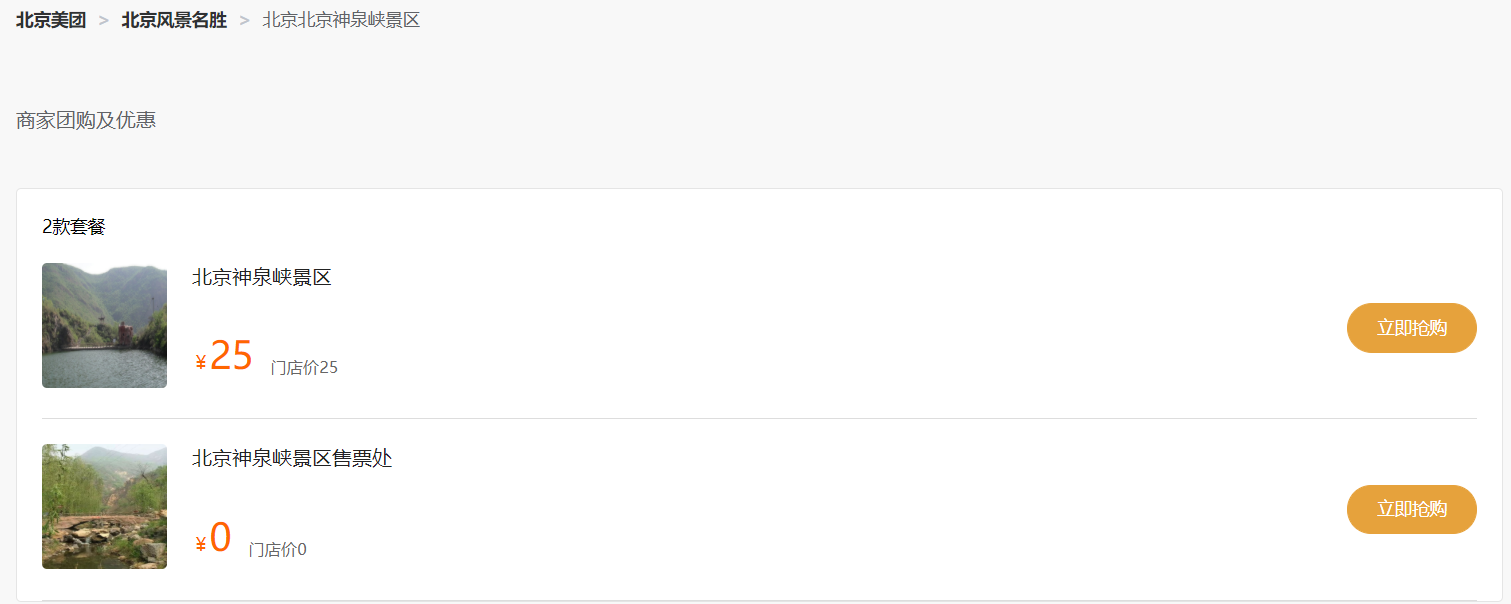 北京美团 > 北京风景名胜 > 北京北京神泉峡景区
商家团购及优惠
2款套餐
北京神泉峡景区
¥25 门店价25
立即抢购
北京神泉峡景区售票处
¥0 门店价0
立即抢购